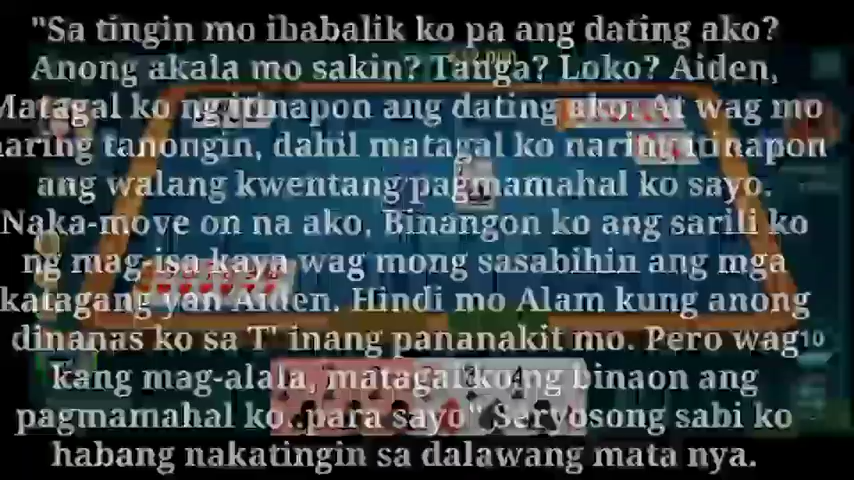 "Sa tingin mo ibabalik ko pa ang dating ako?
Anong akala mo sakin? Tanga? Loko? Aiden,
Matagal ko ng itinapon ang dating ako. At wag mo
naring tanongin, dahil matagal ko naring itinapon
ang walang kwentang pagmamahal ko sayo.
Naka-move on na ako, Binangon ko ang sarili ko
ng mag-isa kaya wag mong sasabihin ang mga
katagang yan Aiden. Hindi mo Alam kung anong
dinanas ko sa T' inang pananakit mo. Pero wag
kang mag-alala, matagal ko ng binaon ang
pagmamahal ko. para sayo" Seryosong sabi ko
habang nakatingin sa dalawang mata nya.
10